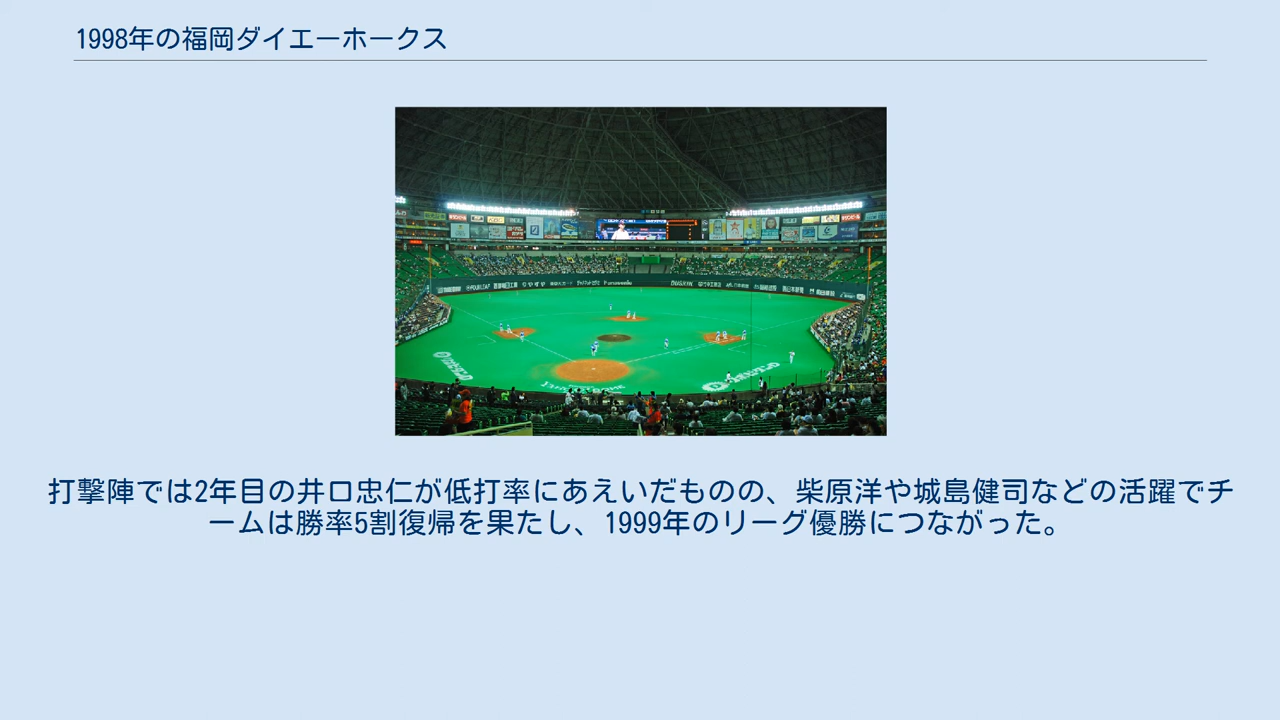 1998年の福岡ダイエーホークス
打撃陣では2年目の井口忠仁が低打率にあえいだものの、柴原洋や城島健司などの活躍でチ
ームは勝率5割復帰を果たし、1999年のリーグ優勝につながった。